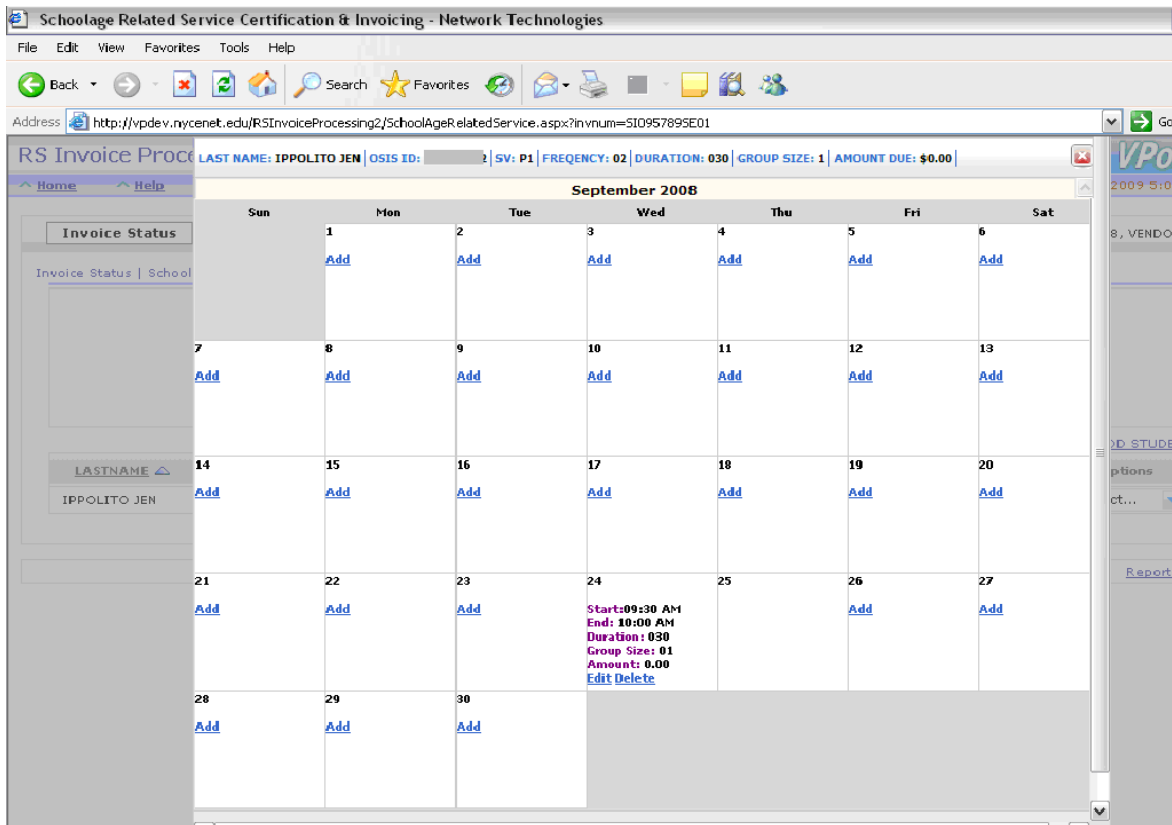 Schoolage Related Service Certification & Invoicing - Network Technologies
File Edit View Favorites Tools Help
Back Search Favorites
Address http://vpdev.nycenet.edu/RSInvoiceProcessing2/SchoolAgeRelatedService.aspx?invnum=SI095789SE01 Go
RS Invoice Proce LAST NAME: IPPOLITO JEN OSIS ID: 2 SV: P1 FREQENCY: 02 DURATION: 030 GROUP SIZE: 1 AMOUNT DUE: $0.00 VPo
Home Help September 2008 2009 5:0
Sun Mon Tue Wed Thu Fri Sat
Invoice Status 1 2 3 4 5 6 8, VENDO
Add Add Add Add Add Add
Invoice Status | School
7 8 9 10 11 12 13
Add Add Add Add Add Add Add
DD STUDE
LASTNAME 14 15 16 17 18 19 20 ptions
IPPOLITO JEN Add Add Add Add Add Add Add ct...
21 22 23 24 25 26 27 Report
Add Add Add Start:09:30 AM Add Add
End: 10:00 AM
Duration: 030
Group Size: 01
Amount: 0.00
Edit Delete
28 29 30
Add Add Add